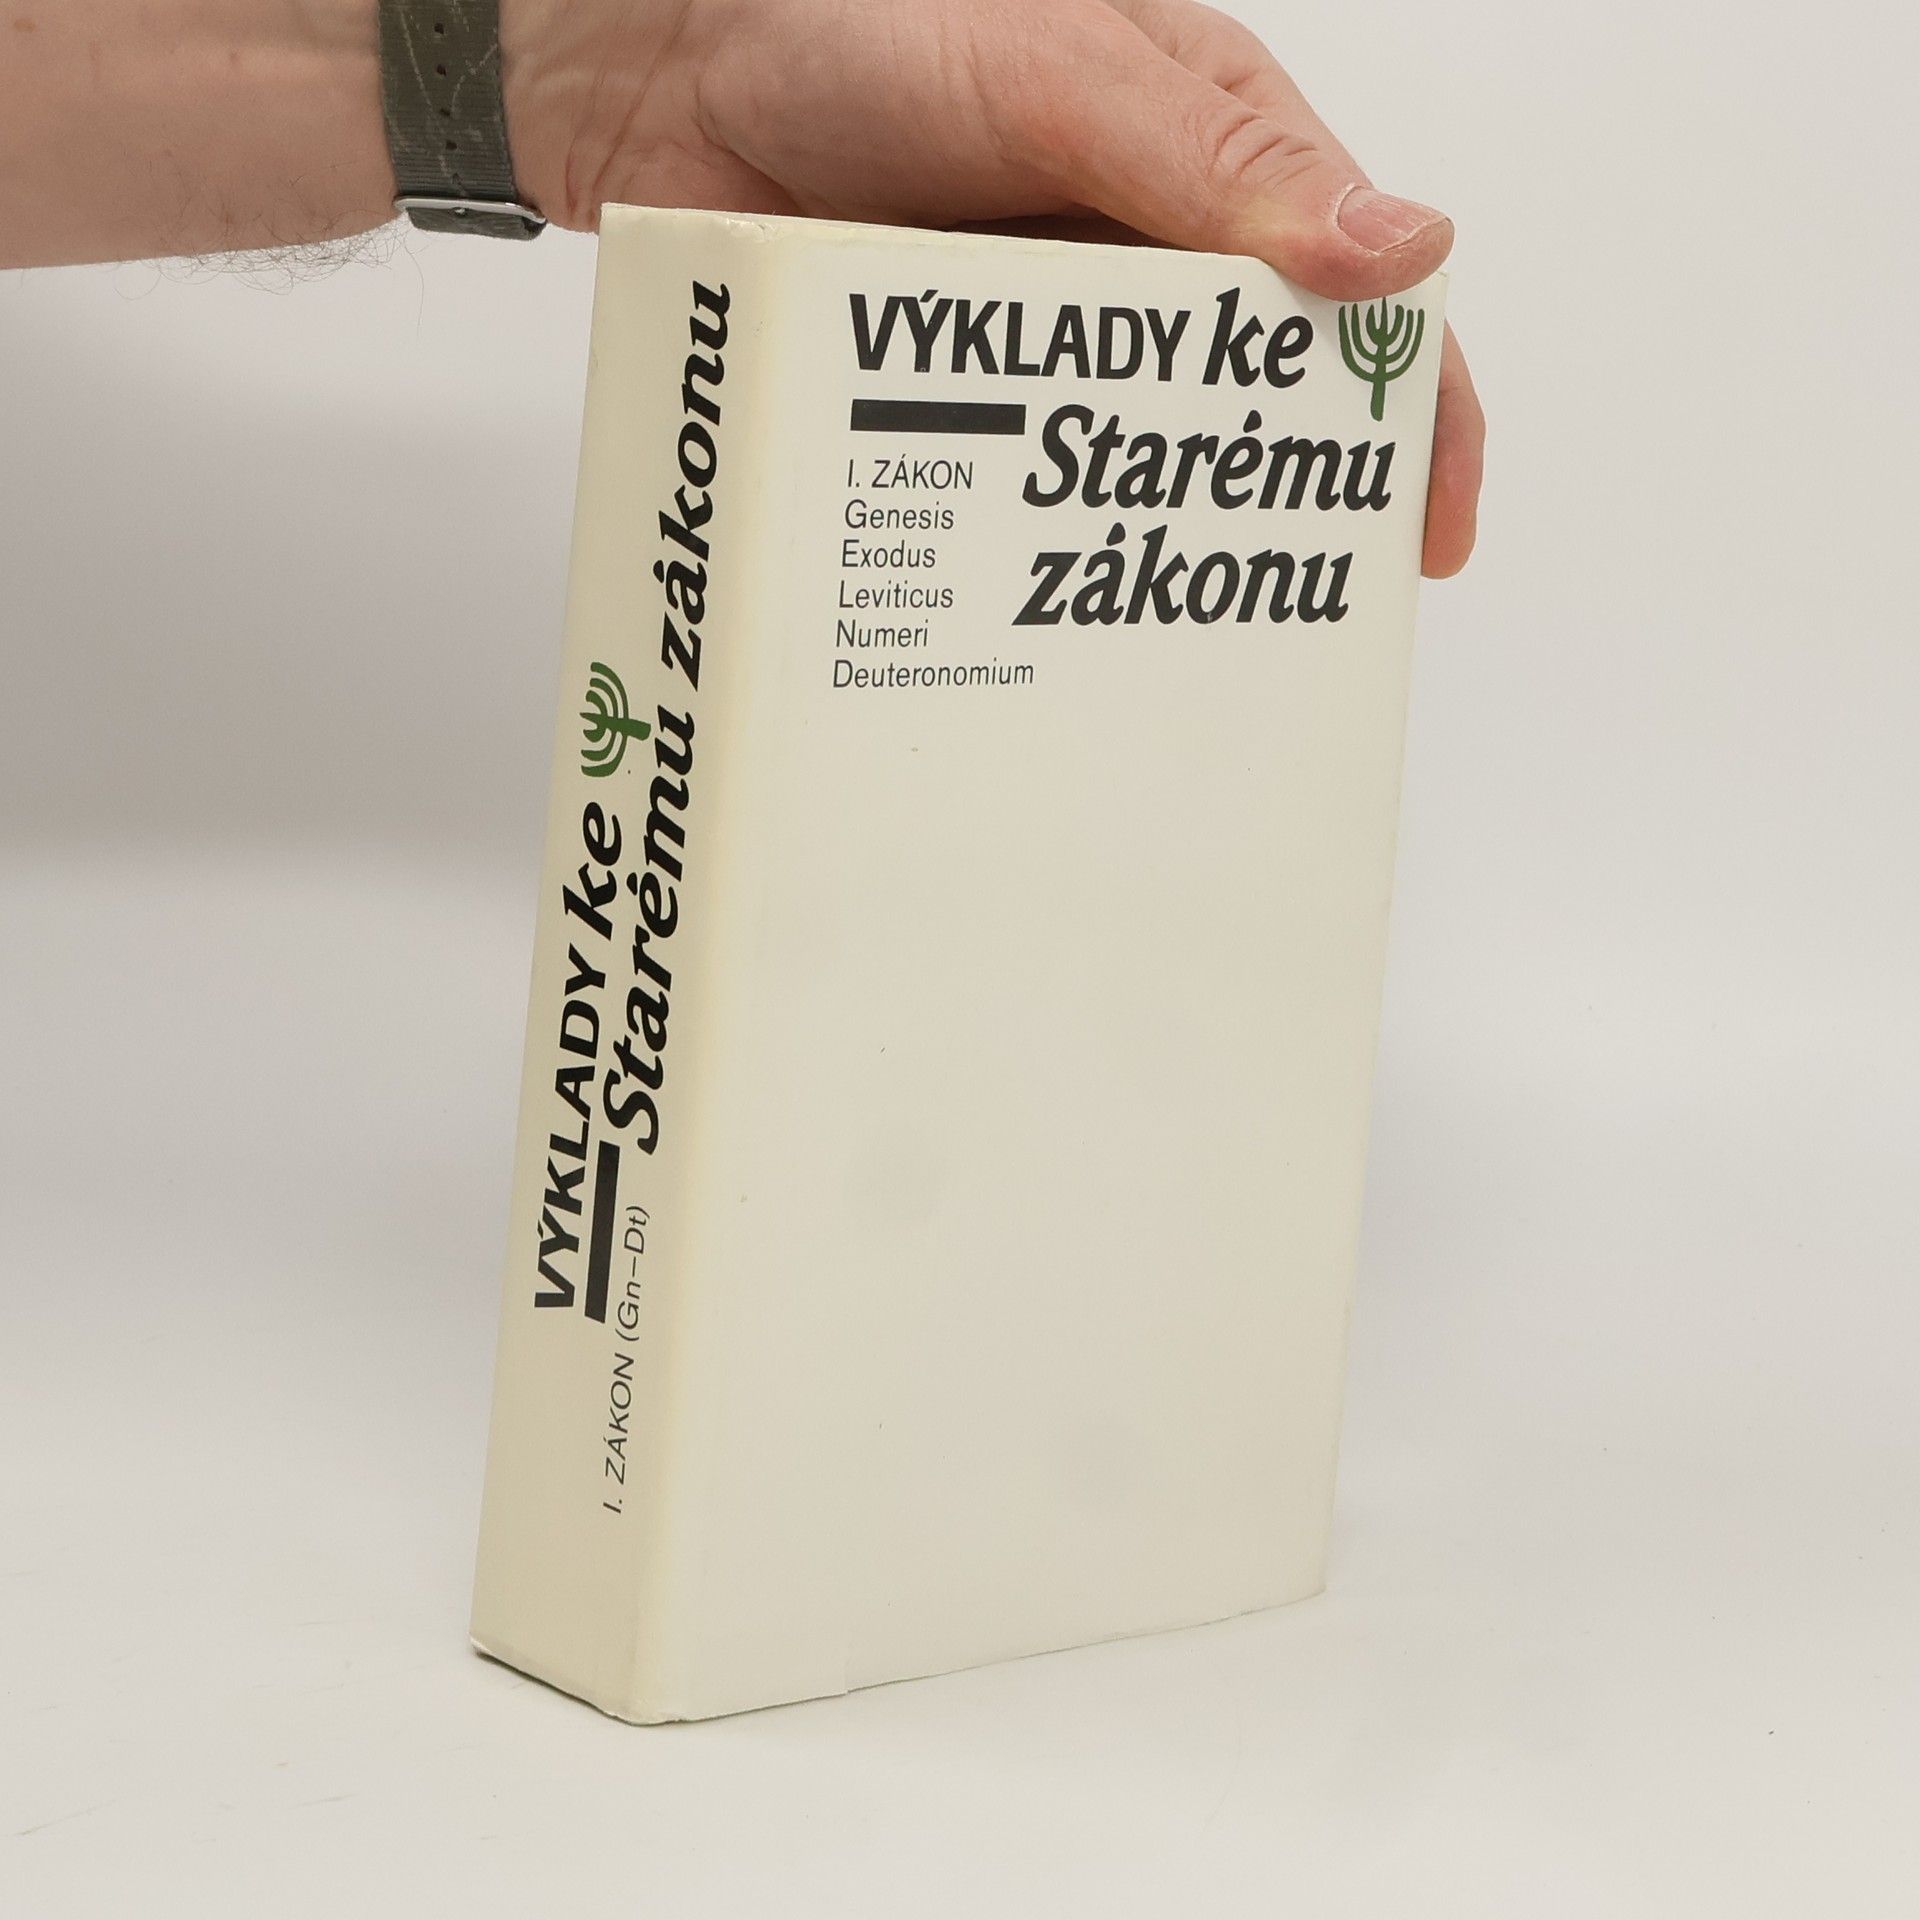 VÝKLADY ke
Starému
zákonu
I. ZÁKON
Genesis
Exodus
Leviticus
Numeri
Deuteronomium
VÝKLADY ke
Starému zákonu
I. ZÁKON (Gn–Dt)